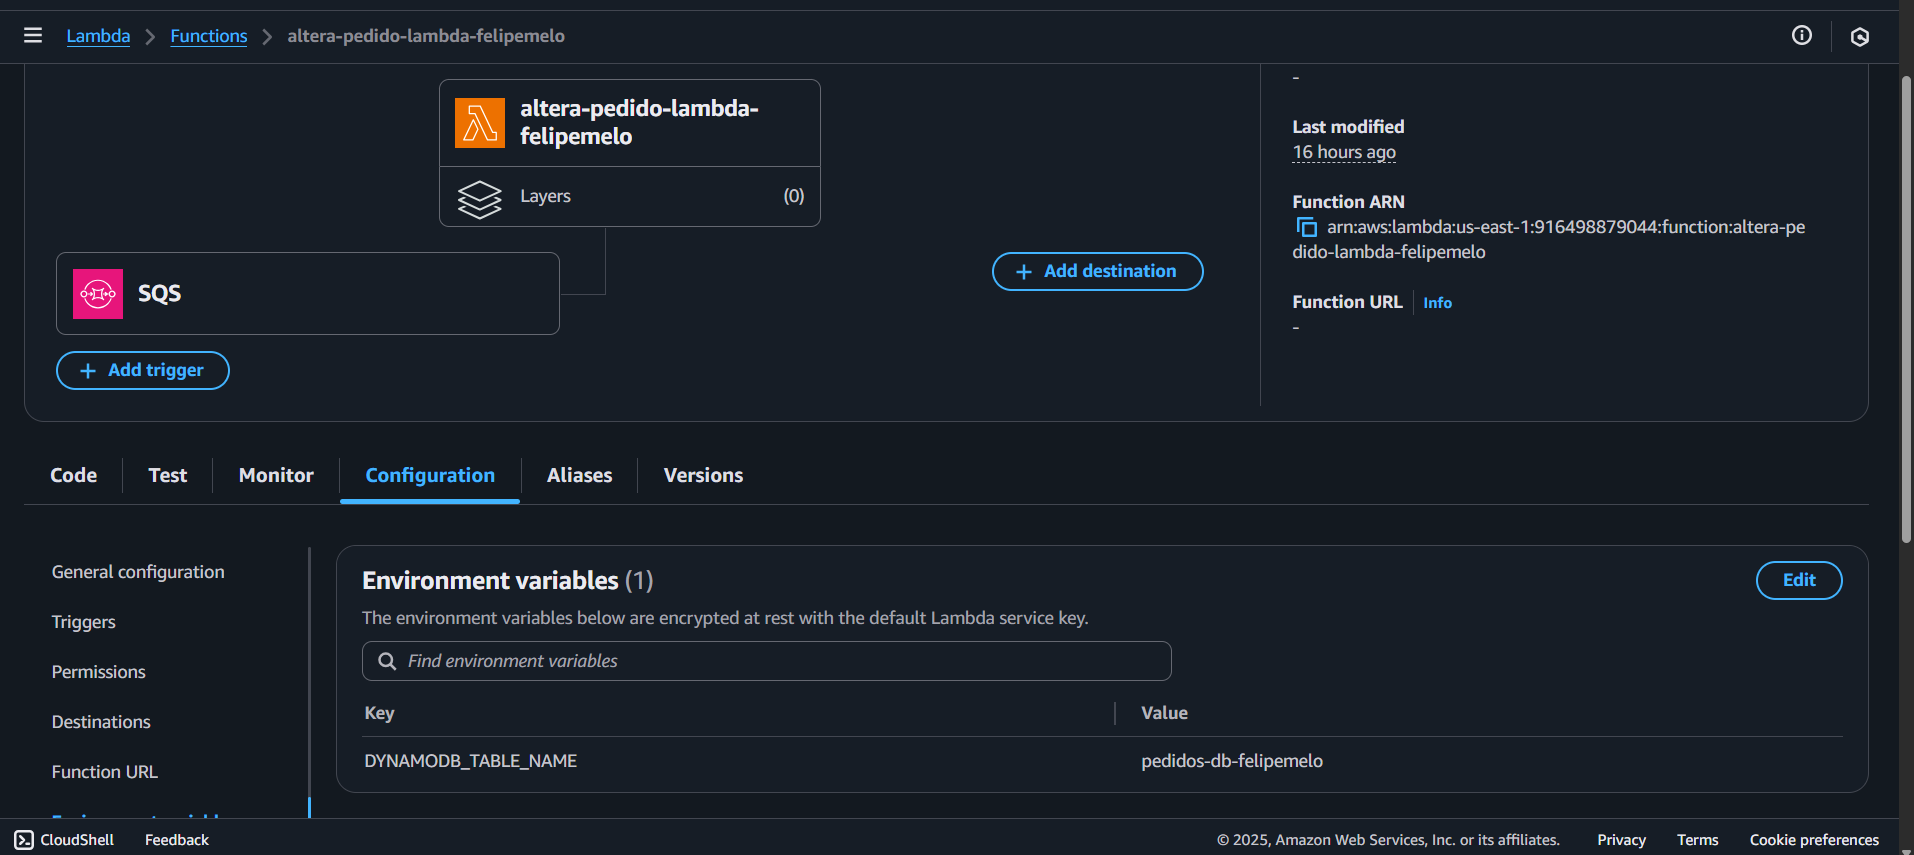 Lambda
Functions
altera-pedido-lambda-felipemelo
altera-pedido-lambda-
felipemelo
Layers
(0)
SQS
+ Add trigger
+ Add destination
-
Last modified
16 hours ago
Function ARN
arn:aws:lambda:us-east-1:916498879044:function:altera-pe
dido-lambda-felipemelo
Function URL
Info
-
Code
Test
Monitor
Configuration
Aliases
Versions
General configuration
Triggers
Permissions
Destinations
Function URL
Environment variables (1)
Edit
The environment variables below are encrypted at rest with the default Lambda service key.
Find environment variables
Key
Value
DYNAMODB_TABLE_NAME
pedidos-db-felipemelo
CloudShell
Feedback
© 2025, Amazon Web Services, Inc. or its affiliates.
Privacy
Terms
Cookie preferences